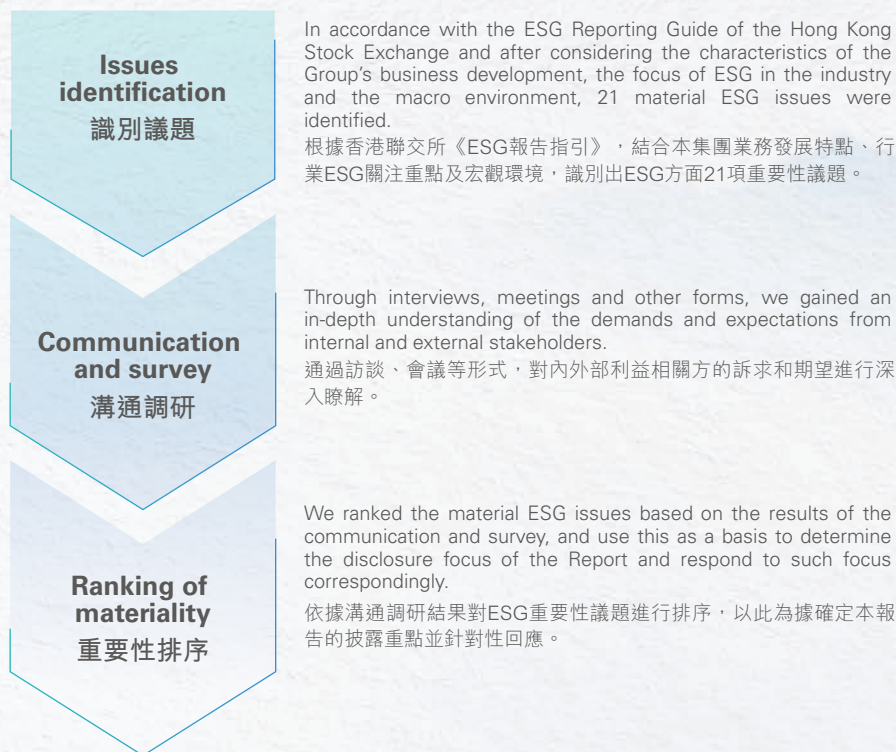 Issues
identification
識別議題
In accordance with the ESG Reporting Guide of the Hong Kong
Stock Exchange and after considering the characteristics of the
Group's business development, the focus of ESG in the industry
and the macro environment, 21 material ESG issues were
identified.
根據香港聯交所《ESG報告指引》，結合本集團業務發展特點、行
業ESG關注重點及宏觀環境，識別出ESG方面21項重要性議題。
Communication
and survey
溝通調研
Through interviews, meetings and other forms, we gained an
in-depth understanding of the demands and expectations from
internal and external stakeholders.
通過訪談、會議等形式，對內外部利益相關方的訴求和期望進行深
入瞭解。
Ranking of
materiality
重要性排序
We ranked the material ESG issues based on the results of the
communication and survey, and use this as a basis to determine
the disclosure focus of the Report and respond to such focus
correspondingly.
依據溝通調研結果對ESG重要性議題進行排序，以此為據確定本報
告的披露重點並針對性回應。